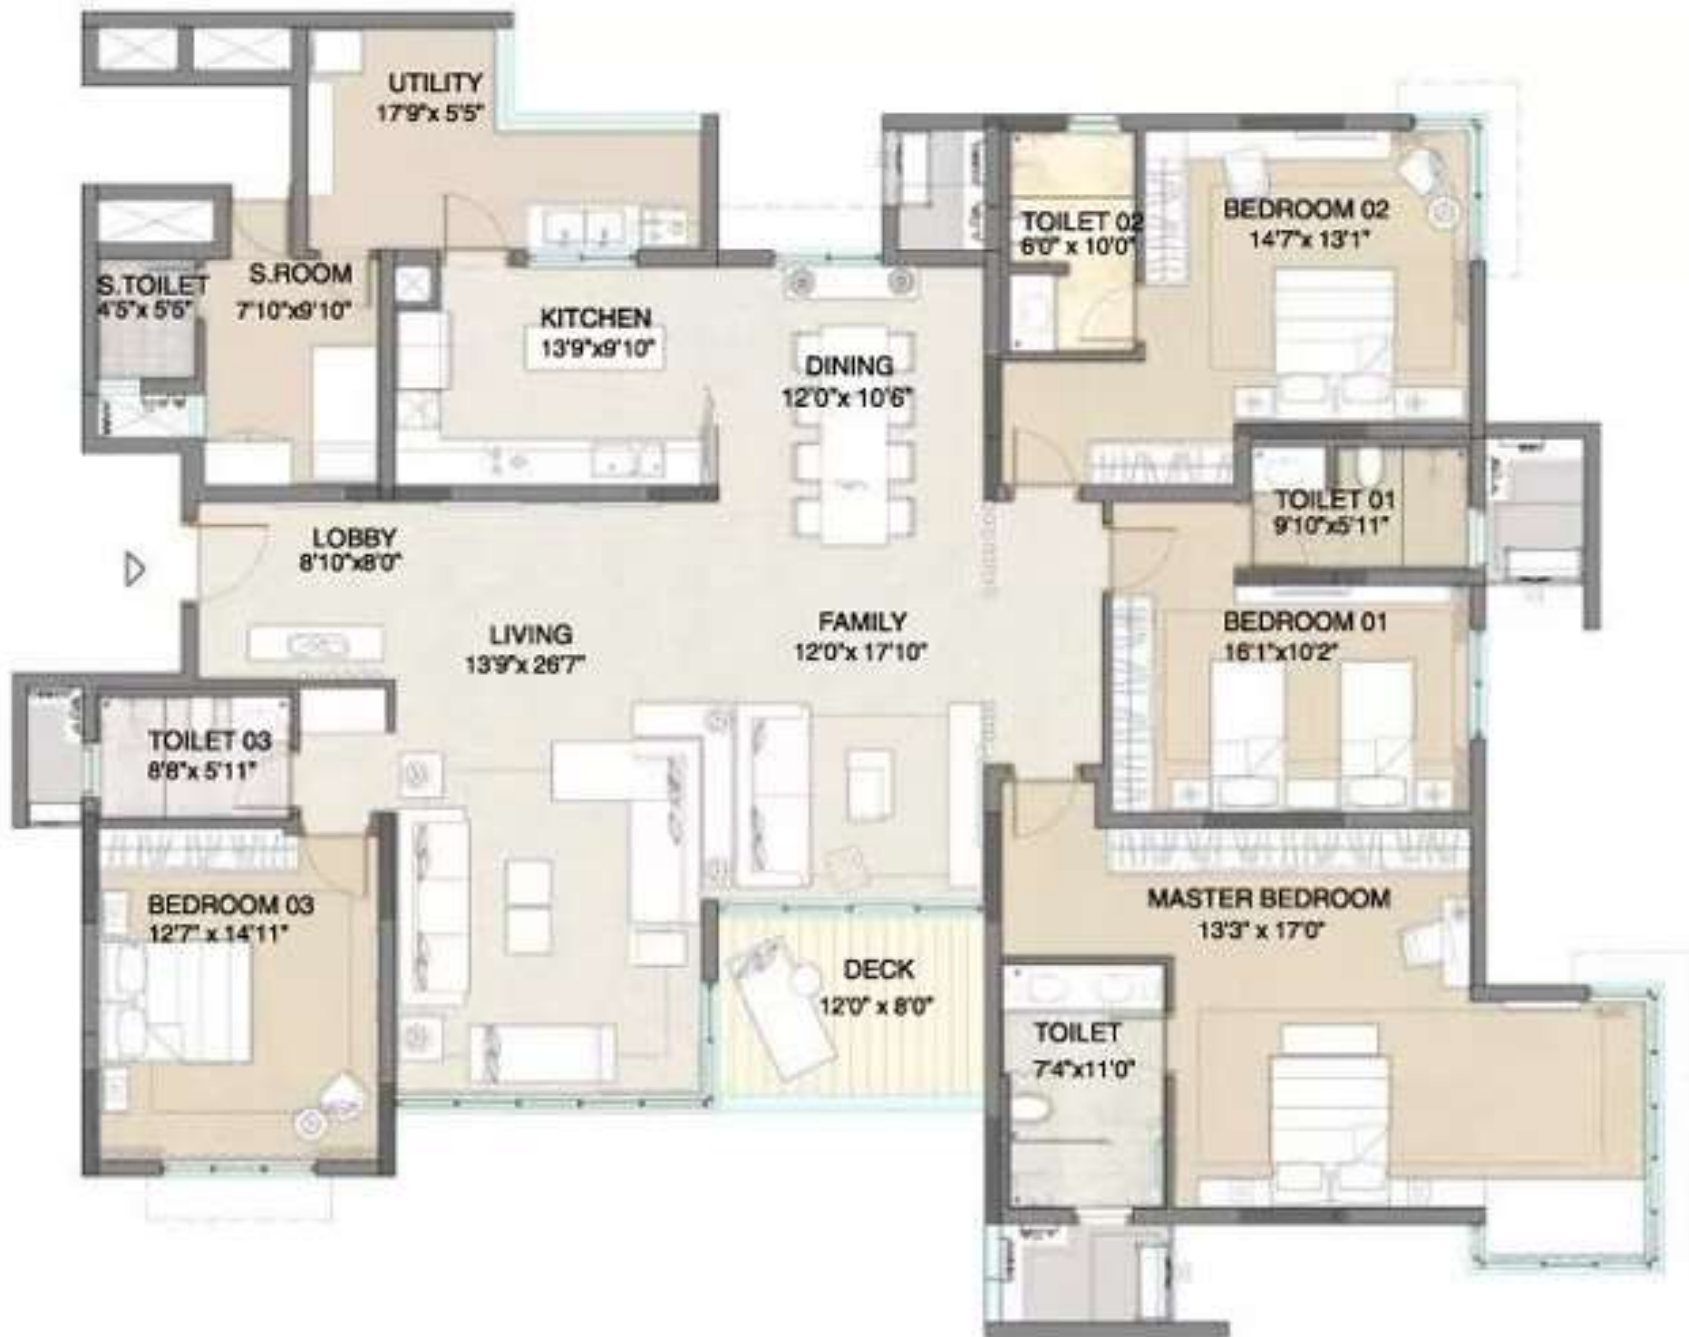 UTILITY
17'9"x 5'5"
TOILET 02
6'0" x 10'0"
BEDROOM 02
14'7"x 13'1"
S.TOILET
4'5"x 5'5"
S.ROOM
7'10"x9'10"
KITCHEN
13'9"x9'10"
DINING
12'0"x 10'6"
LOBBY
8'10"x8'0"
TOILET 01
9'10"x5'11"
LIVING
13'9"x 26'7"
FAMILY
12'0"x 17'10"
BEDROOM 01
16'1"x10'2"
TOILET 03
8'8"x 5'11"
BEDROOM 03
12'7" x 14'11"
MASTER BEDROOM
13'3" x 17'0"
DECK
12'0" x 8'0"
TOILET
7'4"x11'0"